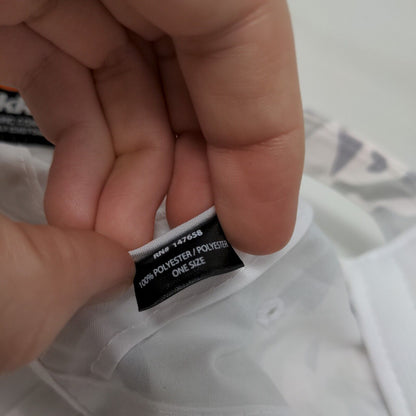 RN# 147658
100% POLYESTER / POLYESTER
ONE SIZE